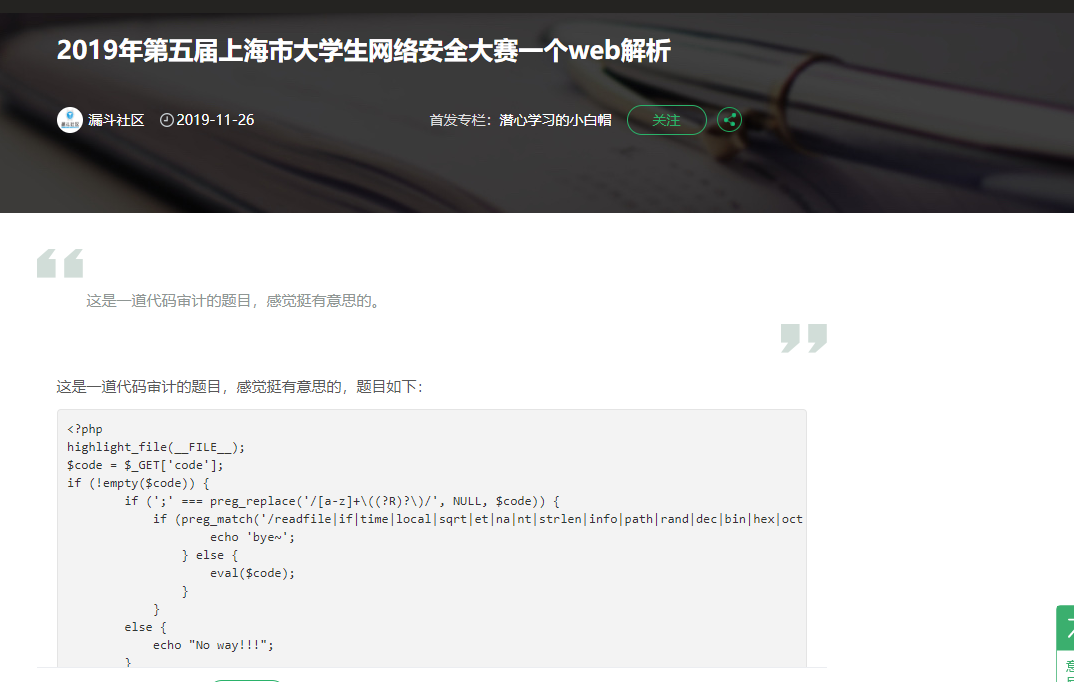 2019年第五届上海市大学生网络安全大赛一个web解析
漏斗社区 2019-11-26 首发专栏：潜心学习的小白帽 关注
这是一道代码审计的题目，感觉挺有意思的。
这是一道代码审计的题目，感觉挺有意思的，题目如下：
<?php
highlight_file(__FILE__);
$code = $_GET['code'];
if (!empty($code)) {
if (';' === preg_replace('/[a-z]+\((?R)?\)/', NULL, $code)) {
if (preg_match('/readfile|if|time|local|sqrt|et|na|nt|strlen|info|path|rand|dec|bin|hex|oct
echo 'bye~';
} else {
eval($code);
}
}
else {
echo "No way!!!";
}
意